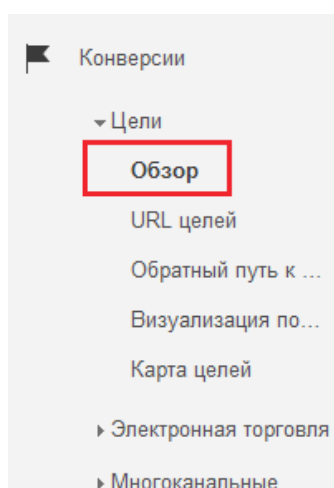 Конверсии
Цели
Обзор
URL целей
Обратный путь к ...
Визуализация по...
Карта целей
Электронная торговля
Многоканальные